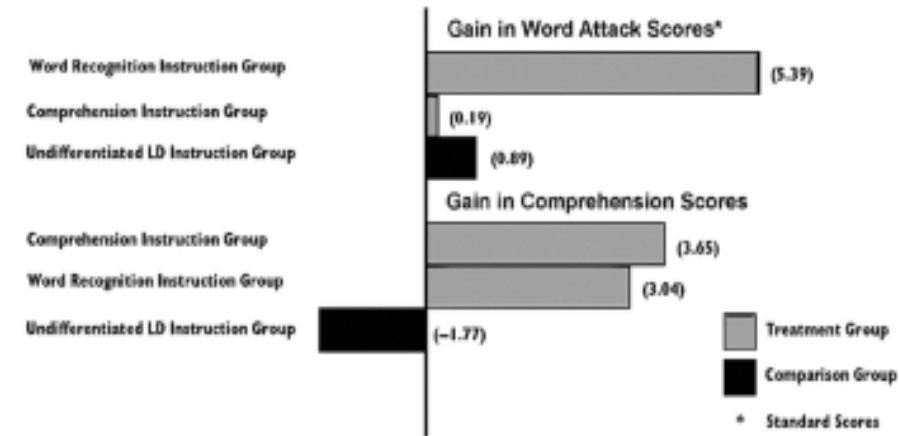 Gain in Word Attack Scores*
Word Recognition Instruction Group (5.39)
Comprehension Instruction Group (0.19)
Undifferentiated LD Instruction Group (0.89)
Gain in Comprehension Scores
Comprehension Instruction Group (3.65)
Word Recognition Instruction Group (3.04)
Undifferentiated LD Instruction Group (−1.77)
Treatment Group
Comparison Group
* Standard Scores